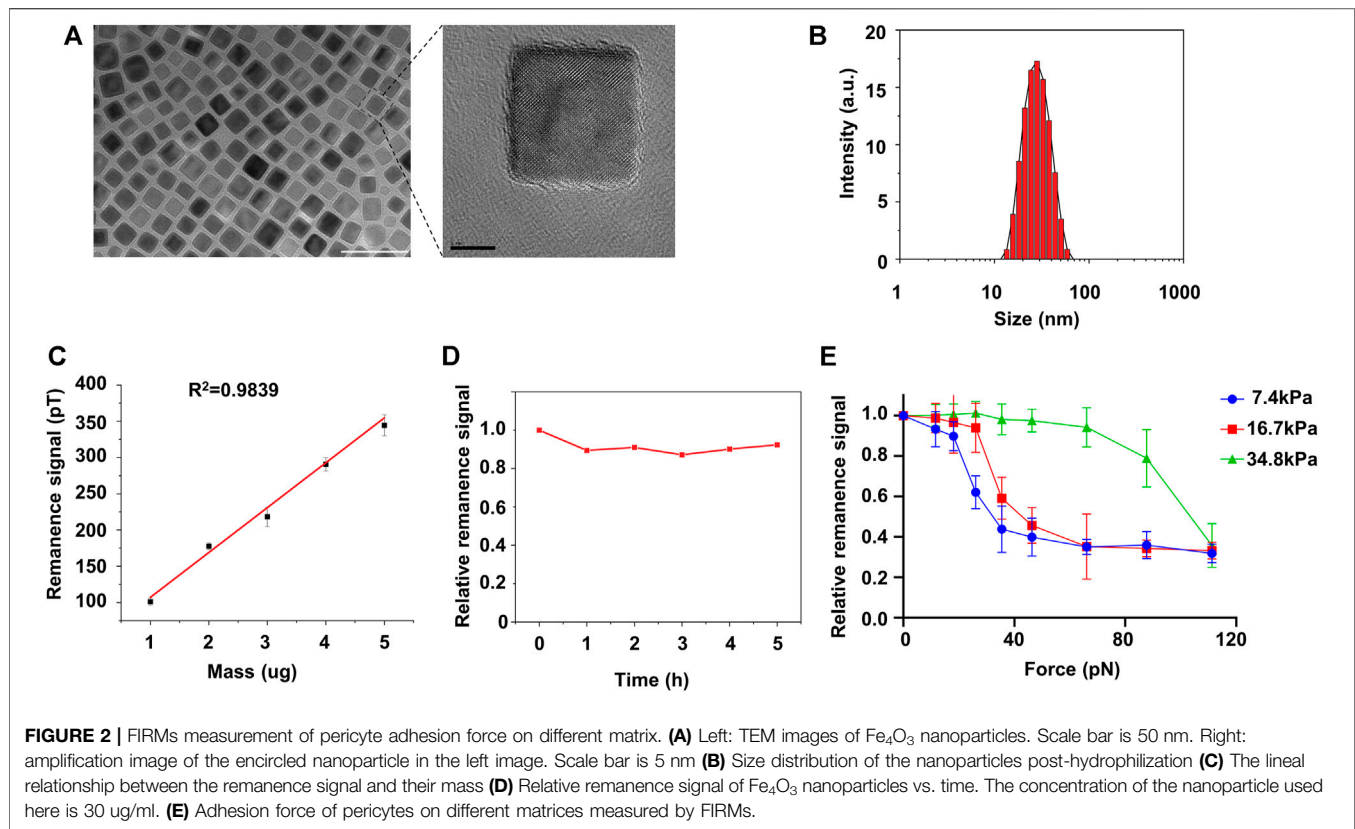 A
B
20
15
10
5
0
Intensity (a.u.)
1 10 100 1000
Size (nm)
C
R²=0.9839
400
350
300
250
200
150
100
Remanence signal (pT)
1 2 3 4 5
Mass (ug)
D
1.0
0.8
0.6
0.4
0.2
0
Relative remanence signal
0 1 2 3 4 5
Time (h)
E
1.0
0.8
0.6
0.4
0.2
0.0
Relative remanence signal
0 40 80 120
Force (pN)
7.4kPa
16.7kPa
34.8kPa
FIGURE 2 | FIRMs measurement of pericyte adhesion force on different matrix. (A) Left: TEM images of Fe₄O₃ nanoparticles. Scale bar is 50 nm. Right:
amplification image of the encircled nanoparticle in the left image. Scale bar is 5 nm (B) Size distribution of the nanoparticles post-hydrophilization (C) The lineal
relationship between the remanence signal and their mass (D) Relative remanence signal of Fe₄O₃ nanoparticles vs. time. The concentration of the nanoparticle used
here is 30 ug/ml. (E) Adhesion force of pericytes on different matrices measured by FIRMs.